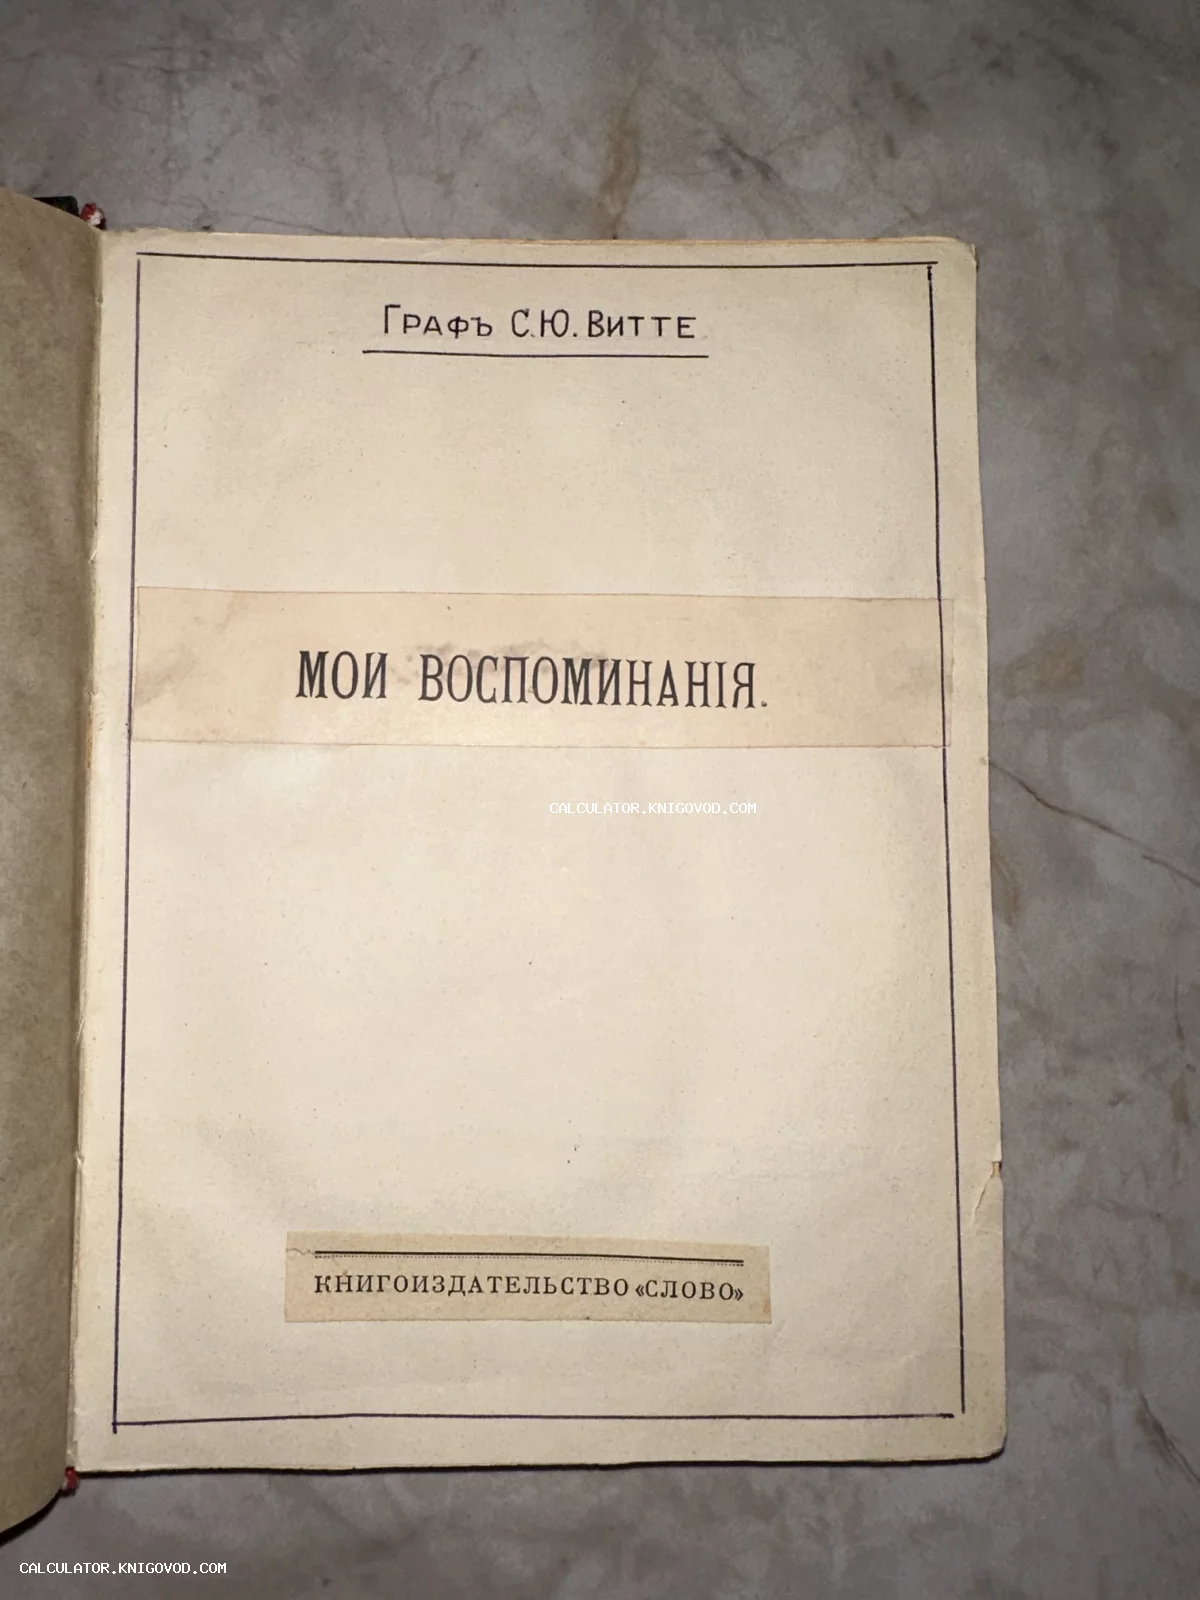 Графъ С.Ю. Витте
МОИ ВОСПОМИНАНІЯ.
CALCULATOR.KNIGOVOD.COM
КНИГОИЗДАТЕЛЬСТВО «СЛОВО»
CALCULATOR.KNIGOVOD.COM